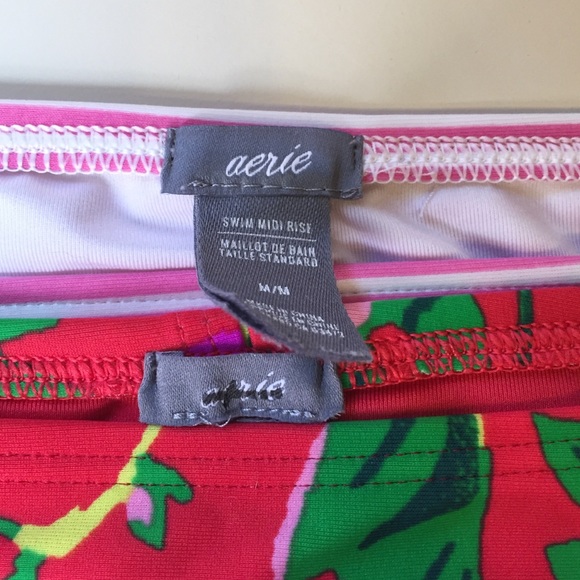 aerie
SWIM MIDI RISE
MAILLOT DE BAIN
TAILLE STANDARD
M/M
aerie